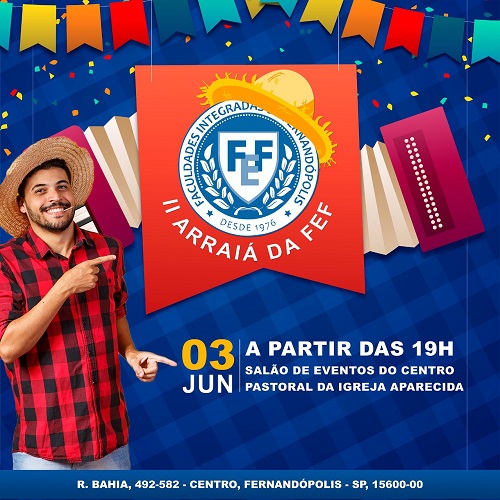 FACULDADES INTEGRADAS DE FERNANDÓPOLIS
FEF
DESDE 1976
II ARRAIÁ DA FEF
03
JUN
A PARTIR DAS 19H
SALÃO DE EVENTOS DO CENTRO
PASTORAL DA IGREJA APARECIDA
R. BAHIA, 492-582 - CENTRO, FERNANDÓPOLIS - SP, 15600-00